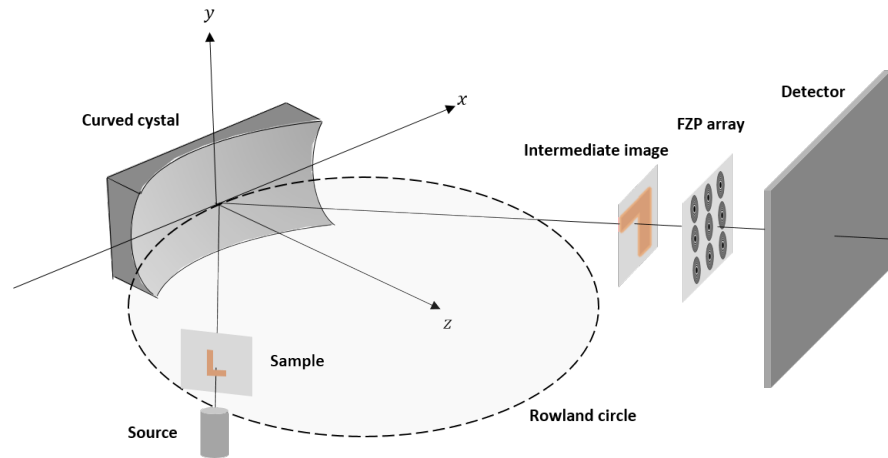 y
x
Curved cystal
Detector
FZP array
Intermediate image
z
Sample
Source
Rowland circle